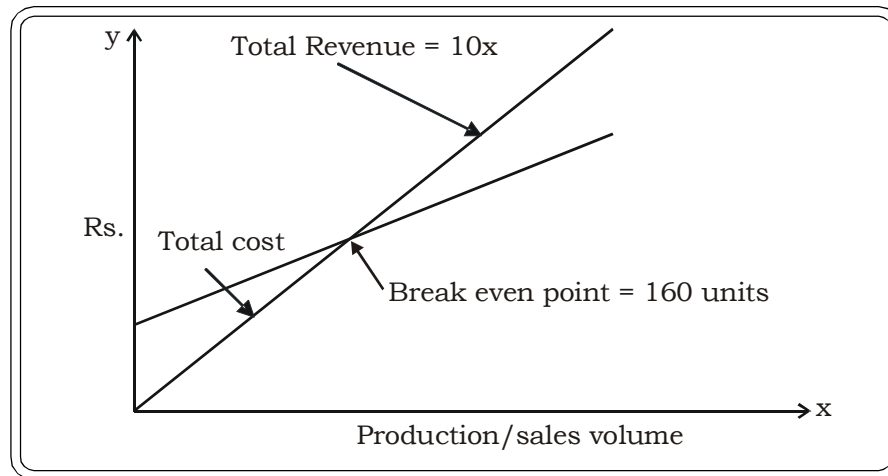 y
Total Revenue = 10x
Rs.
Total cost
Break even point = 160 units
x
Production/sales volume